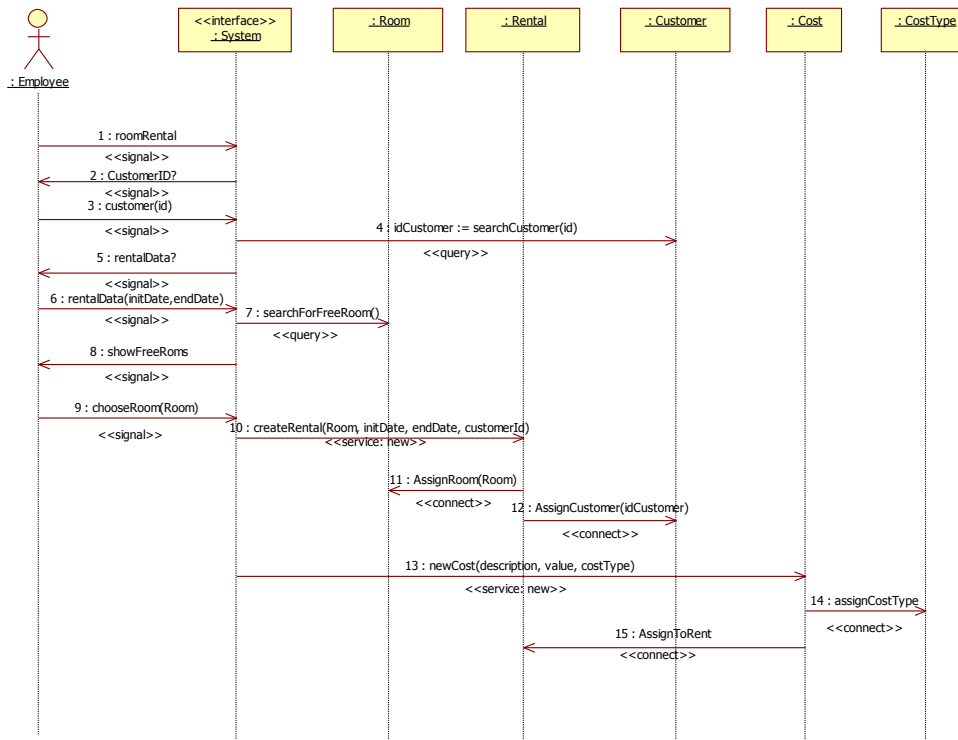 <<interface>>
: System
: Room
: Rental
: Customer
: Cost
: CostType
: Employee
1 : roomRental
<<signal>>
2 : CustomerID?
<<signal>>
3 : customer(id)
<<signal>>
4 : idCustomer := searchCustomer(id)
<<query>>
5 : rentalData?
<<signal>>
6 : rentalData(initDate,endDate)
<<signal>>
7 : searchForFreeRoom()
<<query>>
8 : showFreeRoms
<<signal>>
9 : chooseRoom(Room)
<<signal>>
10 : createRental(Room, initDate, endDate, customerId)
<<service: new>>
11 : AssignRoom(Room)
<<connect>>
12 : AssignCustomer(idCustomer)
<<connect>>
13 : newCost(description, value, costType)
<<service: new>>
14 : assignCostType
<<connect>>
15 : AssignToRent
<<connect>>